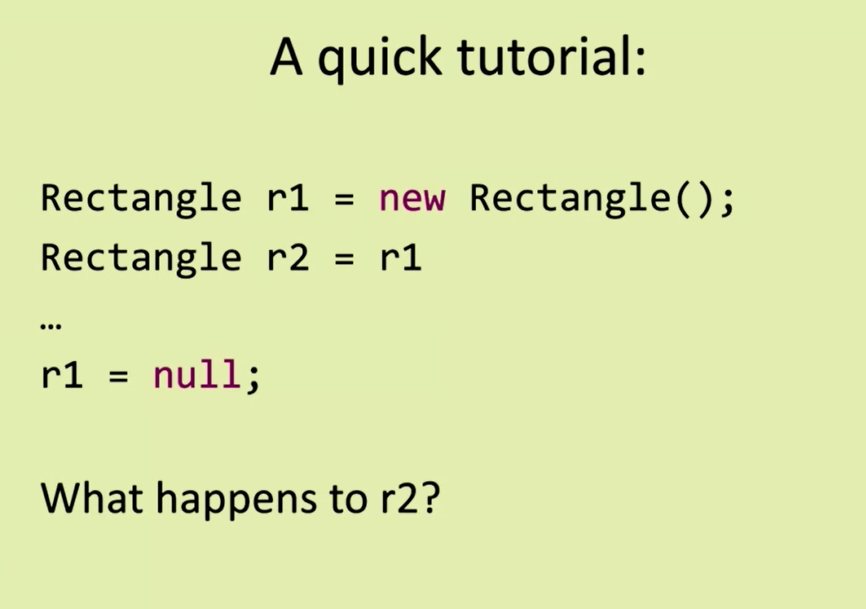 A quick tutorial:
Rectangle r1 = new Rectangle();
Rectangle r2 = r1
…
r1 = null;
What happens to r2?